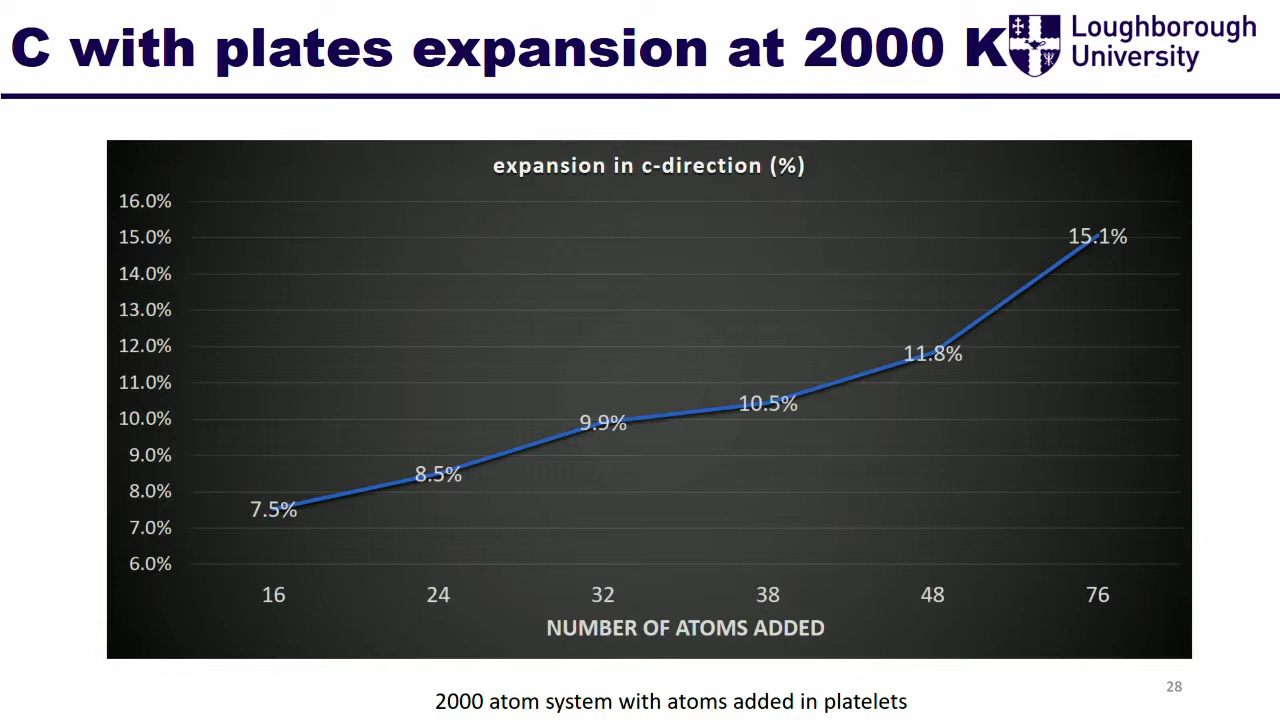 C with plates expansion at 2000 K
Loughborough
University
expansion in c-direction (%)
16.0%
15.0%
14.0%
13.0%
12.0%
11.0%
10.0%
9.0%
8.0%
7.0%
6.0%
7.5%
8.5%
9.9%
10.5%
11.8%
15.1%
16 24 32 38 48 76
NUMBER OF ATOMS ADDED
28
2000 atom system with atoms added in platelets